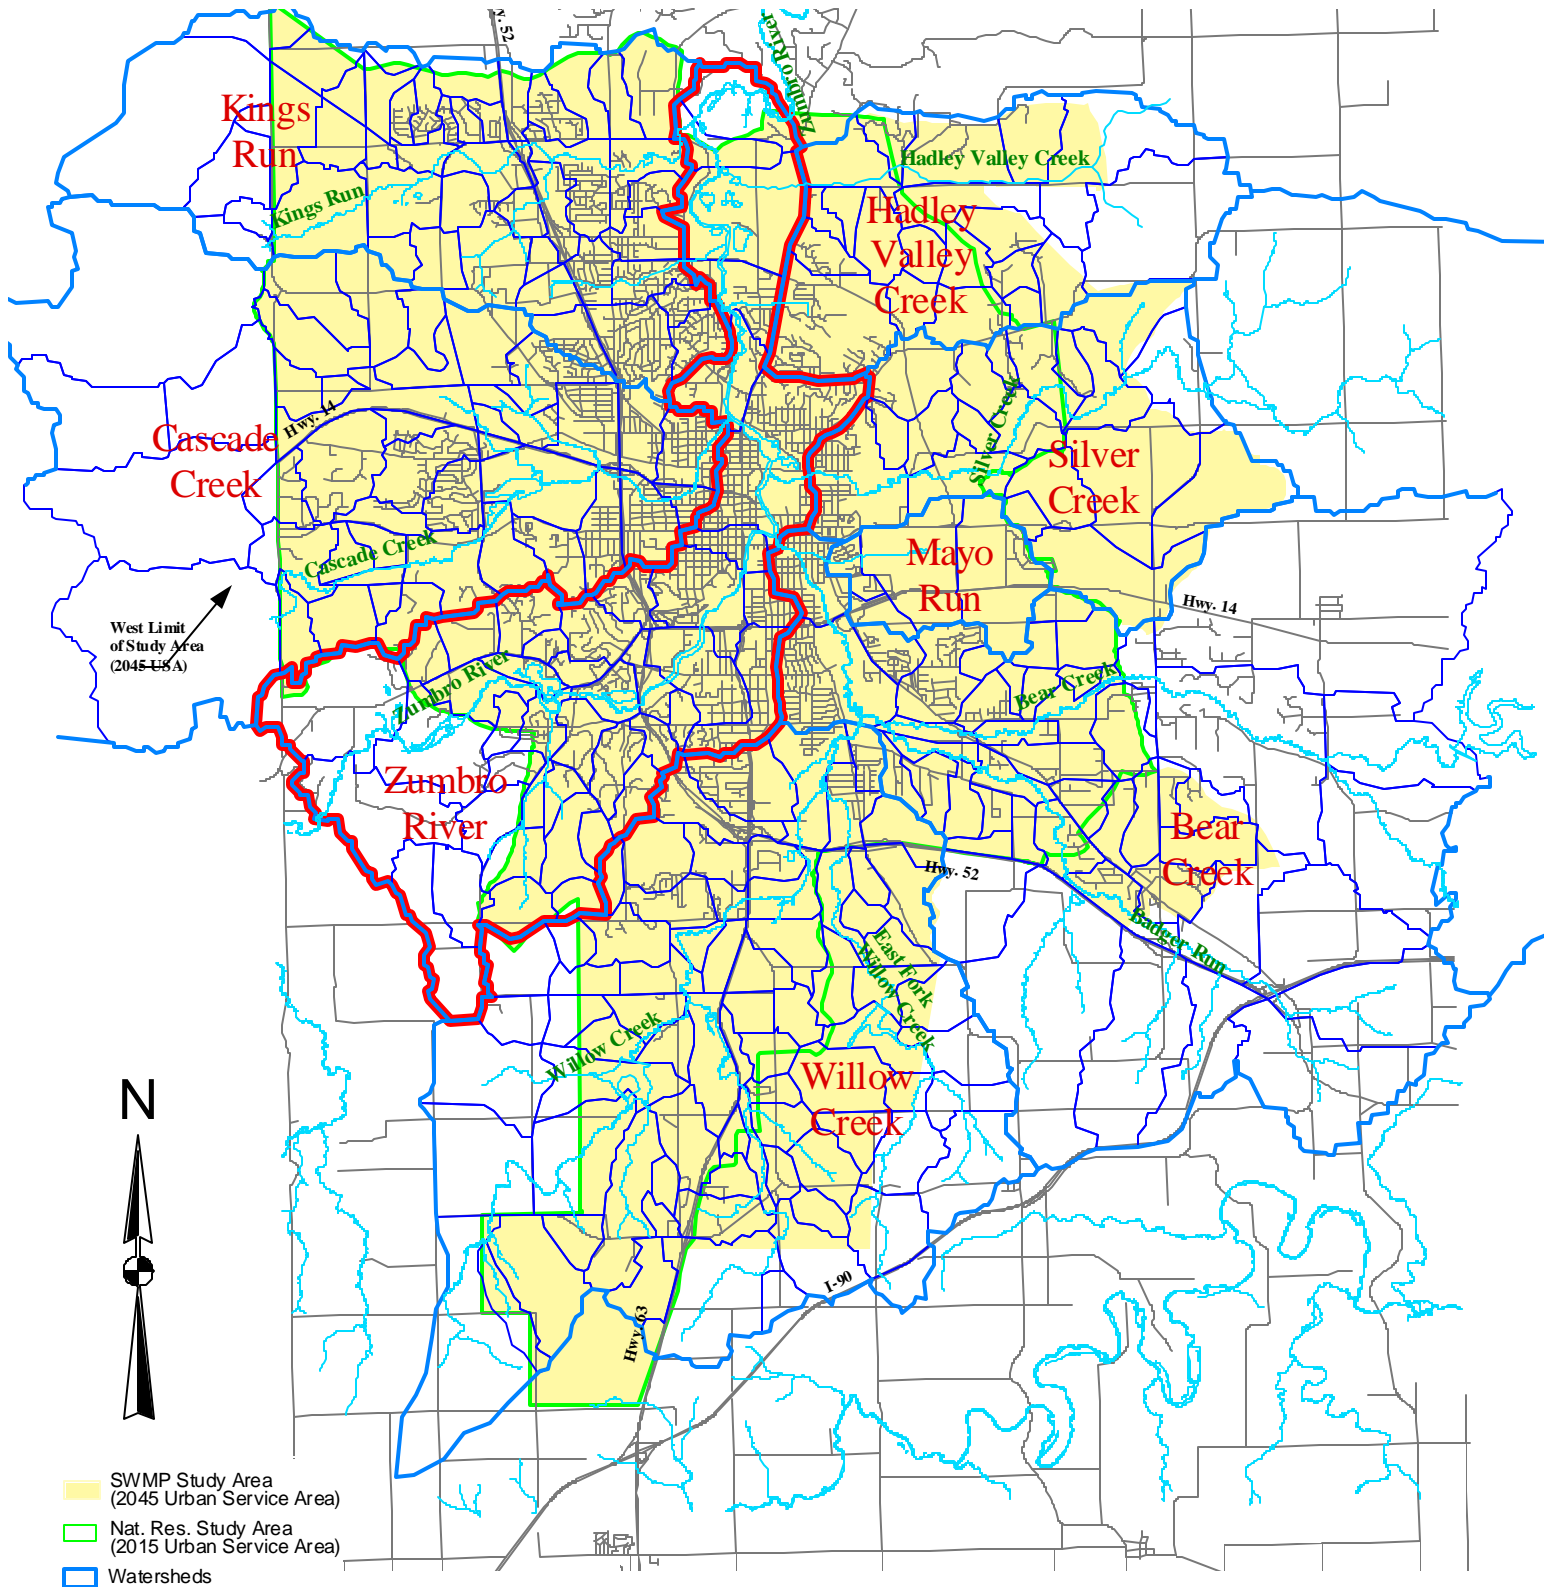 y. 52
Zumbro River
Kings
Run
Zumbro River
Hadley Valley Creek
Kings Run
Hadley
Valley
Creek
Hwy. 14
Silver Creek
Cascade
Creek
Silver
Creek
Cascade Creek
Mayo
Run
Hwy. 14
West Limit
of Study Area
(2045 USA)
Zumbro River
Bear Creek
Zumbro
River
Bear
Creek
Hwy. 52
Badger Run
East Fork
Willow Creek
Willow Creek
Willow
Creek
N
I-90
Hwy. 63
SWMP Study Area
(2045 Urban Service Area)
Nat. Res. Study Area
(2015 Urban Service Area)
Watersheds